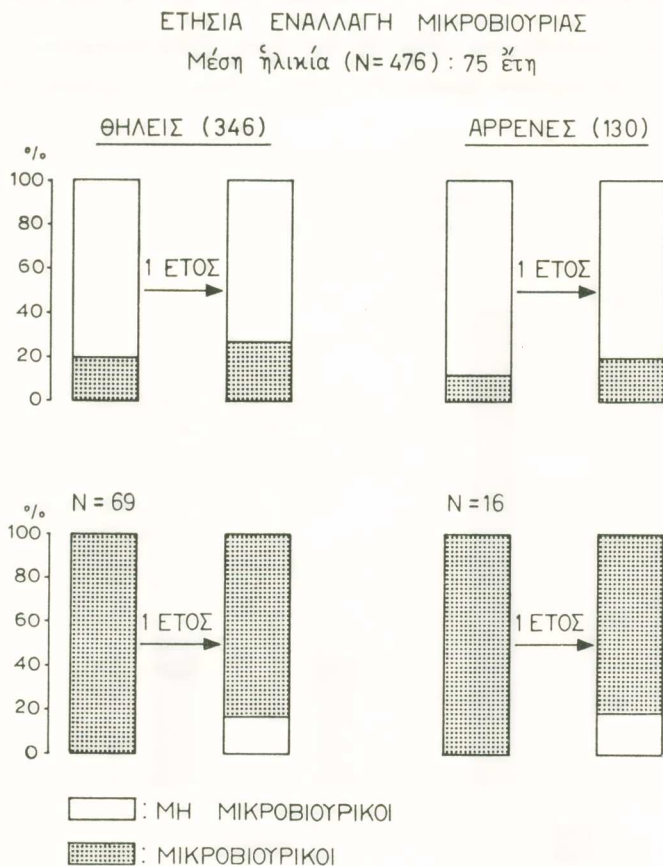 ΕΤΗΣΙΑ ΕΝΑΛΛΑΓΗ ΜΙΚΡΟΒΙΟΥΡΙΑΣ
Μέση ἡλικία (N=476) : 75 ἔτη
ΘΗΛΕΙΣ (346)
ΑΡΡΕΝΕΣ (130)
%
100
80
60
40
20
0
1 ΕΤΟΣ
1 ΕΤΟΣ
N = 69
N = 16
%
100
80
60
40
20
0
1 ΕΤΟΣ
1 ΕΤΟΣ
: ΜΗ ΜΙΚΡΟΒΙΟΥΡΙΚΟΙ
: ΜΙΚΡΟΒΙΟΥΡΙΚΟΙ